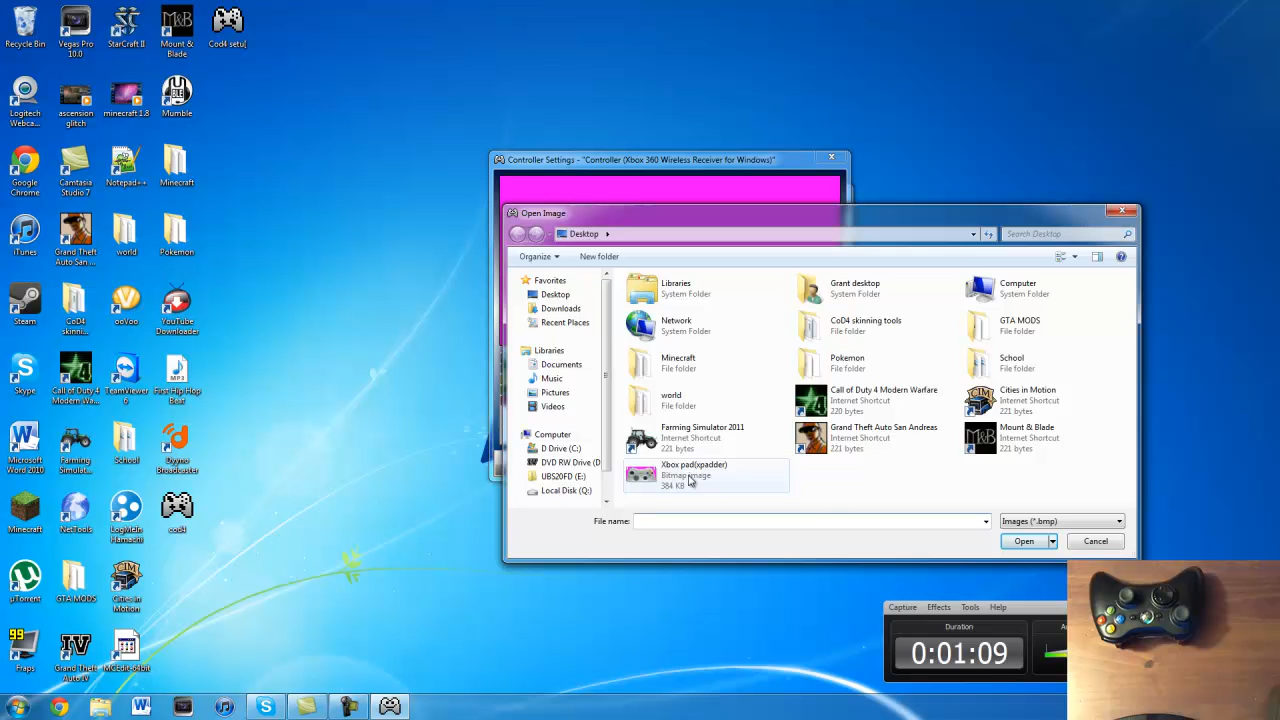 Recycle Bin
Vegas Pro 10.0
StarCraft II
Mount & Blade
Cod4 setu[
Logitech Webca...
ascension glitch
minecraft 1.8
Mumble
Google Chrome
Camtasia Studio 7
Notepad++
Minecraft
iTunes
Grand Theft Auto San ...
world
Pokemon
Steam
CoD4 skinning...
ooVoo
YouTube Downloader
Skype
Call of Duty 4 Modern Wa...
TeamViewer 6
First Hip Hop Beat
Microsoft Word 2010
Farming Simulat...
School
Dyyno Broadcaster
Minecraft
NetTools
LogMeIn Hamachi
cod4
µTorrent
GTA MODS
Cities in Motion
99
Fraps
Grand Theft Auto IV
MCEdit-64bit
Controller Settings - "Controller (Xbox 360 Wireless Receiver for Windows)"
Open Image
Desktop
Search Desktop
Organize
New folder
Favorites
Desktop
Downloads
Recent Places
Libraries
Documents
Music
Pictures
Videos
Computer
D Drive (C:)
DVD RW Drive (D
UBS20FD (E:)
Local Disk (Q:)
Libraries
System Folder
Grant desktop
System Folder
Computer
System Folder
Network
System Folder
CoD4 skinning tools
File folder
GTA MODS
File folder
Minecraft
File folder
Pokemon
File folder
School
File folder
world
File folder
Call of Duty 4 Modern Warfare
Internet Shortcut
220 bytes
Cities in Motion
Internet Shortcut
221 bytes
Farming Simulator 2011
Internet Shortcut
221 bytes
Grand Theft Auto San Andreas
Internet Shortcut
221 bytes
Mount & Blade
Internet Shortcut
221 bytes
Xbox pad(xpadder)
Bitmap image
384 KB
File name:
Images (*.bmp)
Open
Cancel
Capture Effects Tools Help
Duration
0:01:09